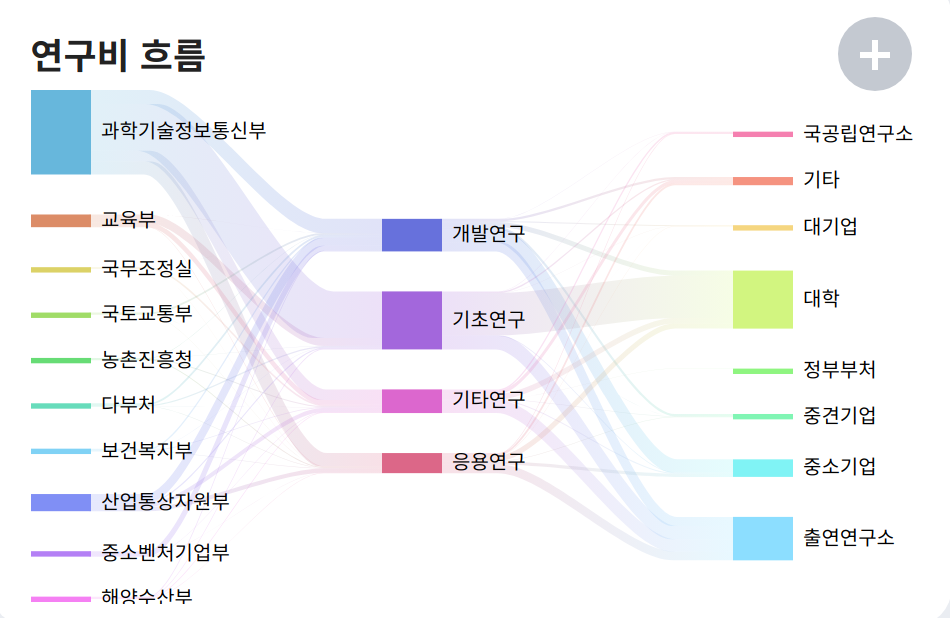 연구비 흐름
과학기술정보통신부
교육부
국무조정실
국토교통부
농촌진흥청
다부처
보건복지부
산업통상자원부
중소벤처기업부
해양수산부
개발연구
기초연구
기타연구
응용연구
국공립연구소
기타
대기업
대학
정부부처
중견기업
중소기업
출연연구소